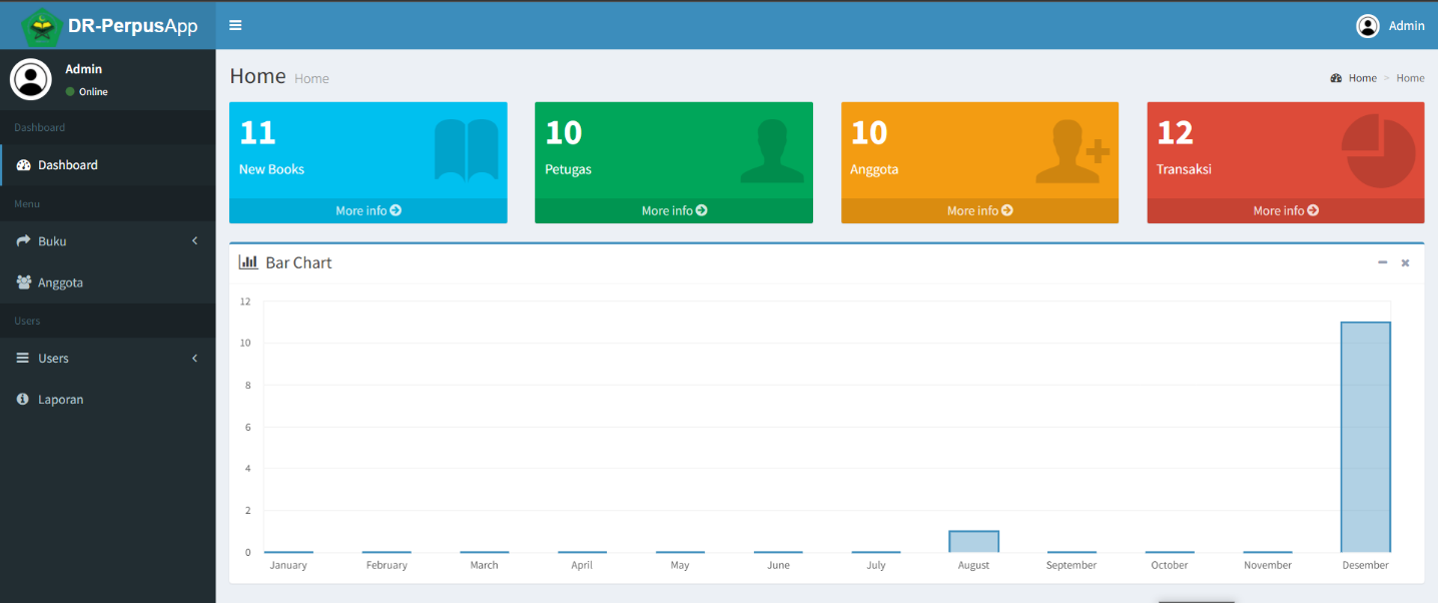 DR-PerpusApp
Admin
Admin
Online
Dashboard
Dashboard
Menu
Buku
Anggota
Users
Users
Laporan
Home Home
Home > Home
11
New Books
More info
10
Petugas
More info
10
Anggota
More info
12
Transaksi
More info
Bar Chart
12
10
8
6
4
2
0
January February March April May June July August September October November Desember